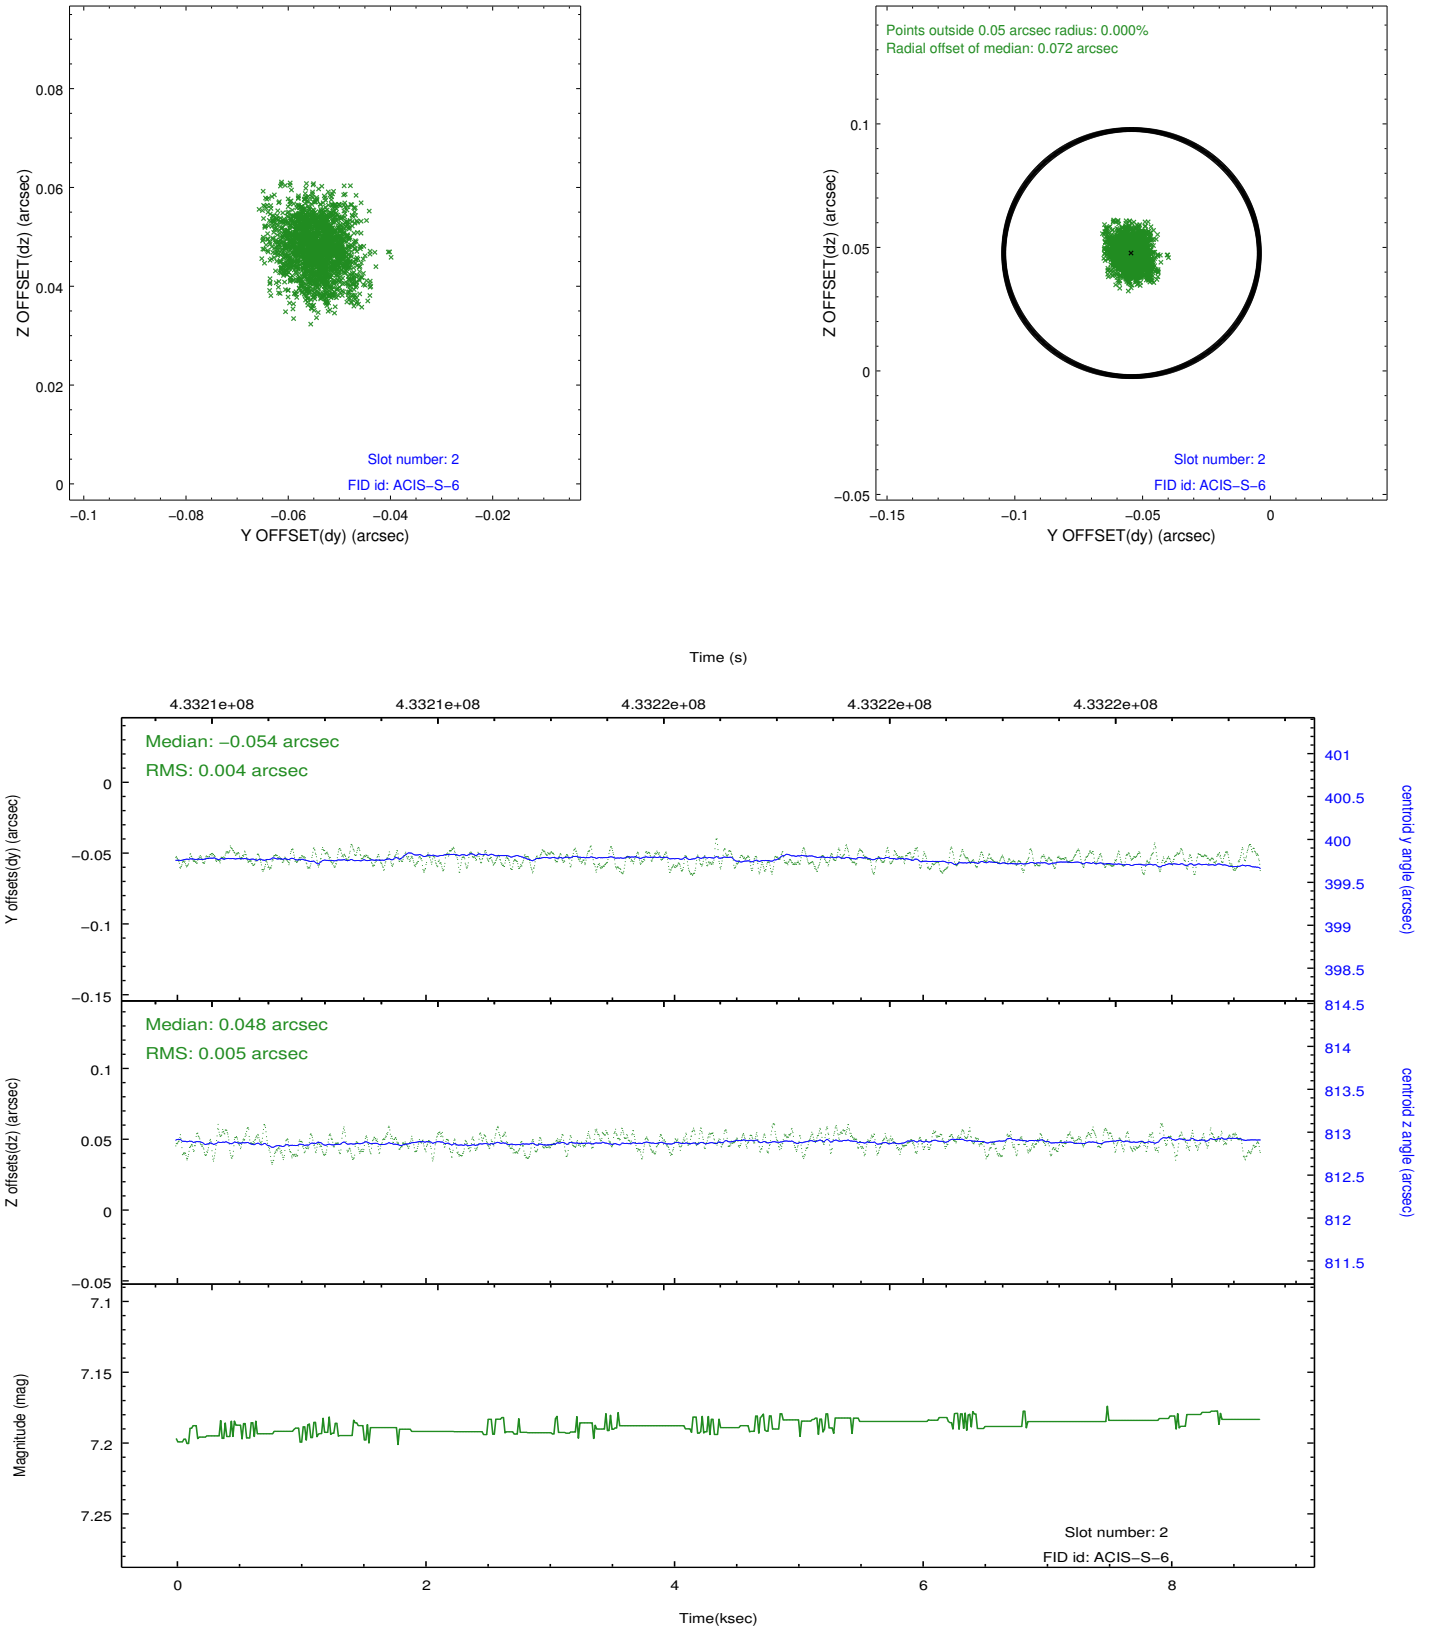 Points outside 0.05 arcsec radius: 0.000%
Radial offset of median: 0.072 arcsec
0.08
0.06
0.04
0.02
0
Z OFFSET(dz) (arcsec)
Slot number: 2
FID id: ACIS−S−6
−0.1 −0.08 −0.06 −0.04 −0.02
Y OFFSET(dy) (arcsec)
0.1
0.05
0
−0.05
Z OFFSET(dz) (arcsec)
Slot number: 2
FID id: ACIS−S−6
−0.15 −0.1 −0.05 0
Y OFFSET(dy) (arcsec)
Time (s)
4.3321e+08 4.3321e+08 4.3322e+08 4.3322e+08 4.3322e+08
Median: −0.054 arcsec
RMS: 0.004 arcsec
0
−0.05
−0.1
−0.15
Y offsets(dy) (arcsec)
401
400.5
400
399.5
399
398.5
centroid y angle (arcsec)
Median: 0.048 arcsec
RMS: 0.005 arcsec
0.1
0.05
0
−0.05
Z offsets(dz) (arcsec)
814.5
814
813.5
813
812.5
812
811.5
centroid z angle (arcsec)
7.1
7.15
7.2
7.25
Magnitude (mag)
Slot number: 2
FID id: ACIS−S−6
0 2 4 6 8
Time(ksec)